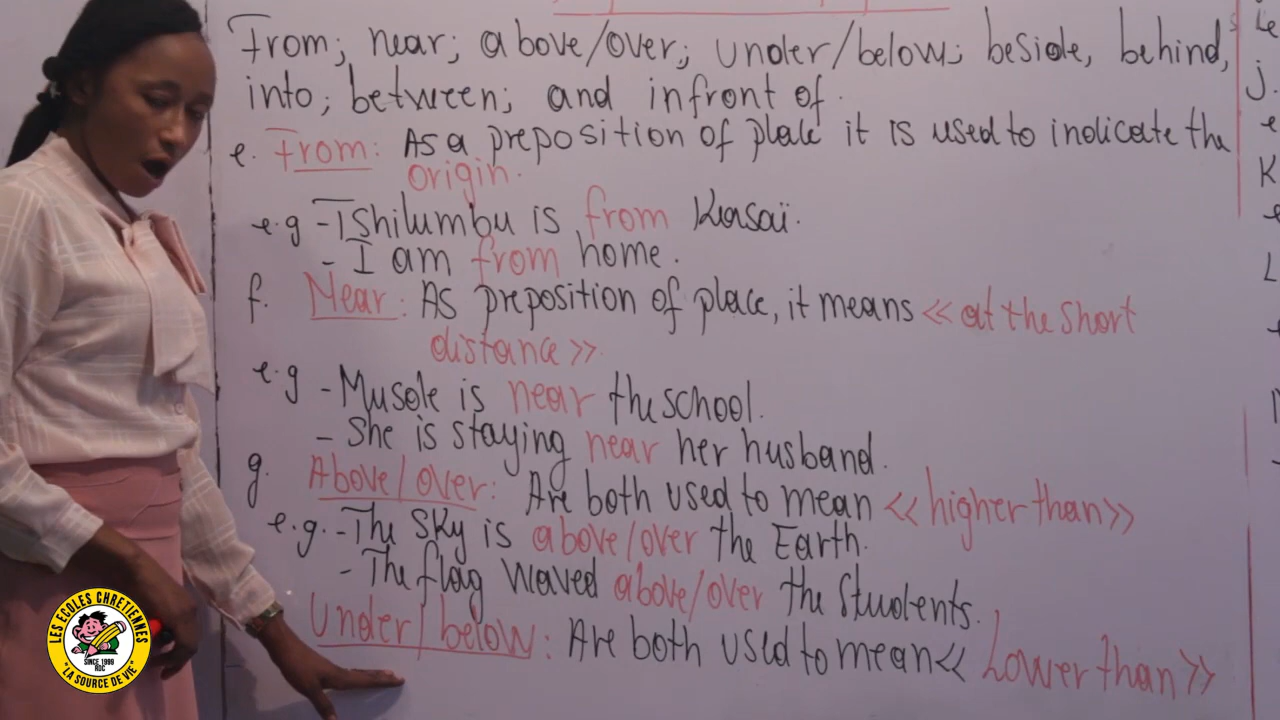 From; near; above/over; under/below; beside, behind,
into; between; and infront of.
e. From: As a preposition of place it is used to indicate the
origin.
e.g - Tshilumbu is from Kasaï.
- I am from home.
f. Near: As preposition of place, it means << at the short
distance >>.
e.g - Musole is near the school.
- She is staying near her husband.
g. Above/over: Are both used to mean << higher than >>
e.g. - The Sky is above/over the Earth.
- The flag waved above/over the students.
Under/below: Are both used to mean << Lower than >>
Le
j.
e
K
e
L
LES ECOLES CHRETIENNES
SINCE 1999
RDC
"LA SOURCE DE VIE"